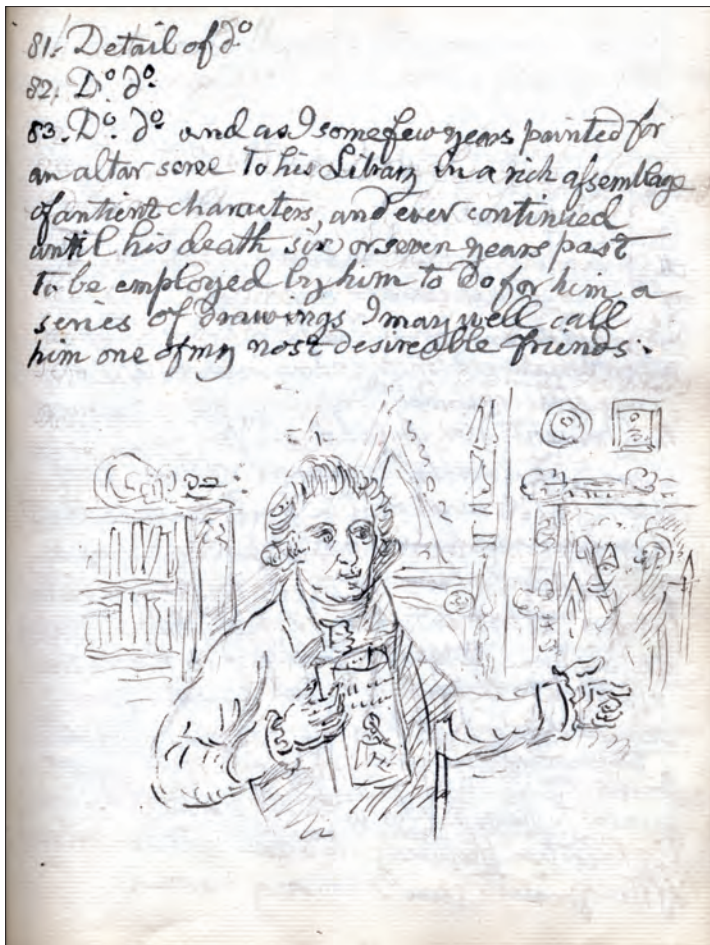 81. Detail of dº
82. Dº. dº.
83. Dº. dº. and as I some few years painted for
an altar scree to his Library in a rich assemblage
of antient characters, and ever continued
until his death six or seven years past
to be employed by him to do for him a
series of drawings I may well call
him one of my most desireable friends.